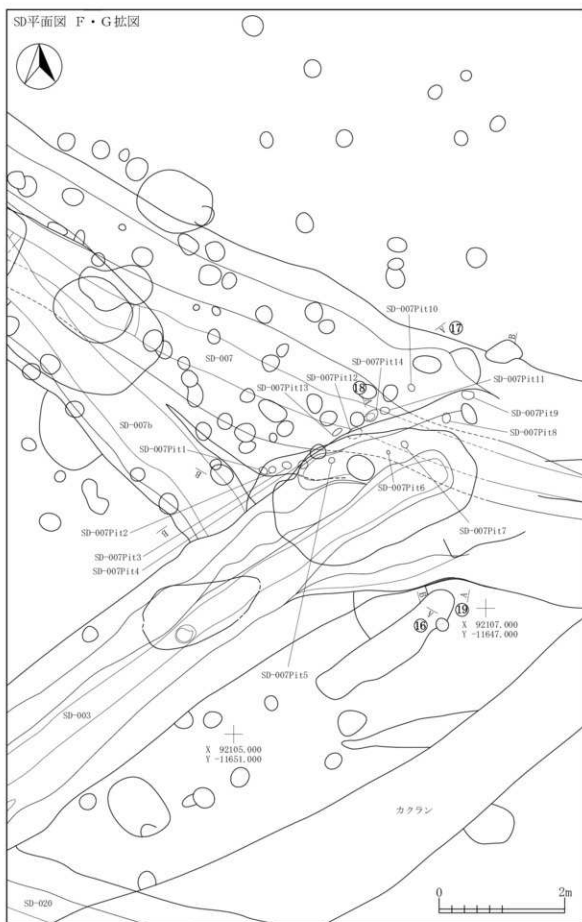 SD平面図 F・G拡図
SD-007Pit10
⑰
A
B
SD-007
SD-007Pit14
SD-007Pit12
⑱
SD-007Pit11
SD-007Pit13
A
SD-007Pit9
SD-007b
SD-007Pit8
SD-007Pit1
B
SD-007Pit6
SD-007Pit2
B
SD-007Pit7
SD-007Pit3
SD-007Pit4
B
A
⑲
⑯
X 92107.000
Y -11647.000
SD-007Pit5
SD-003
X 92105.000
Y -11651.000
カクラン
0 2m
SD-020